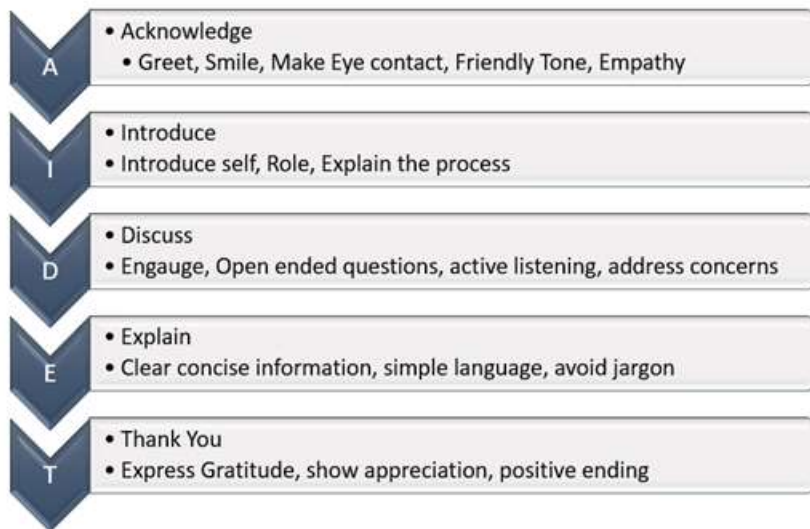 A
• Acknowledge
• Greet, Smile, Make Eye contact, Friendly Tone, Empathy
I
• Introduce
• Introduce self, Role, Explain the process
D
• Discuss
• Engauge, Open ended questions, active listening, address concerns
E
• Explain
• Clear concise information, simple language, avoid jargon
T
• Thank You
• Express Gratitude, show appreciation, positive ending